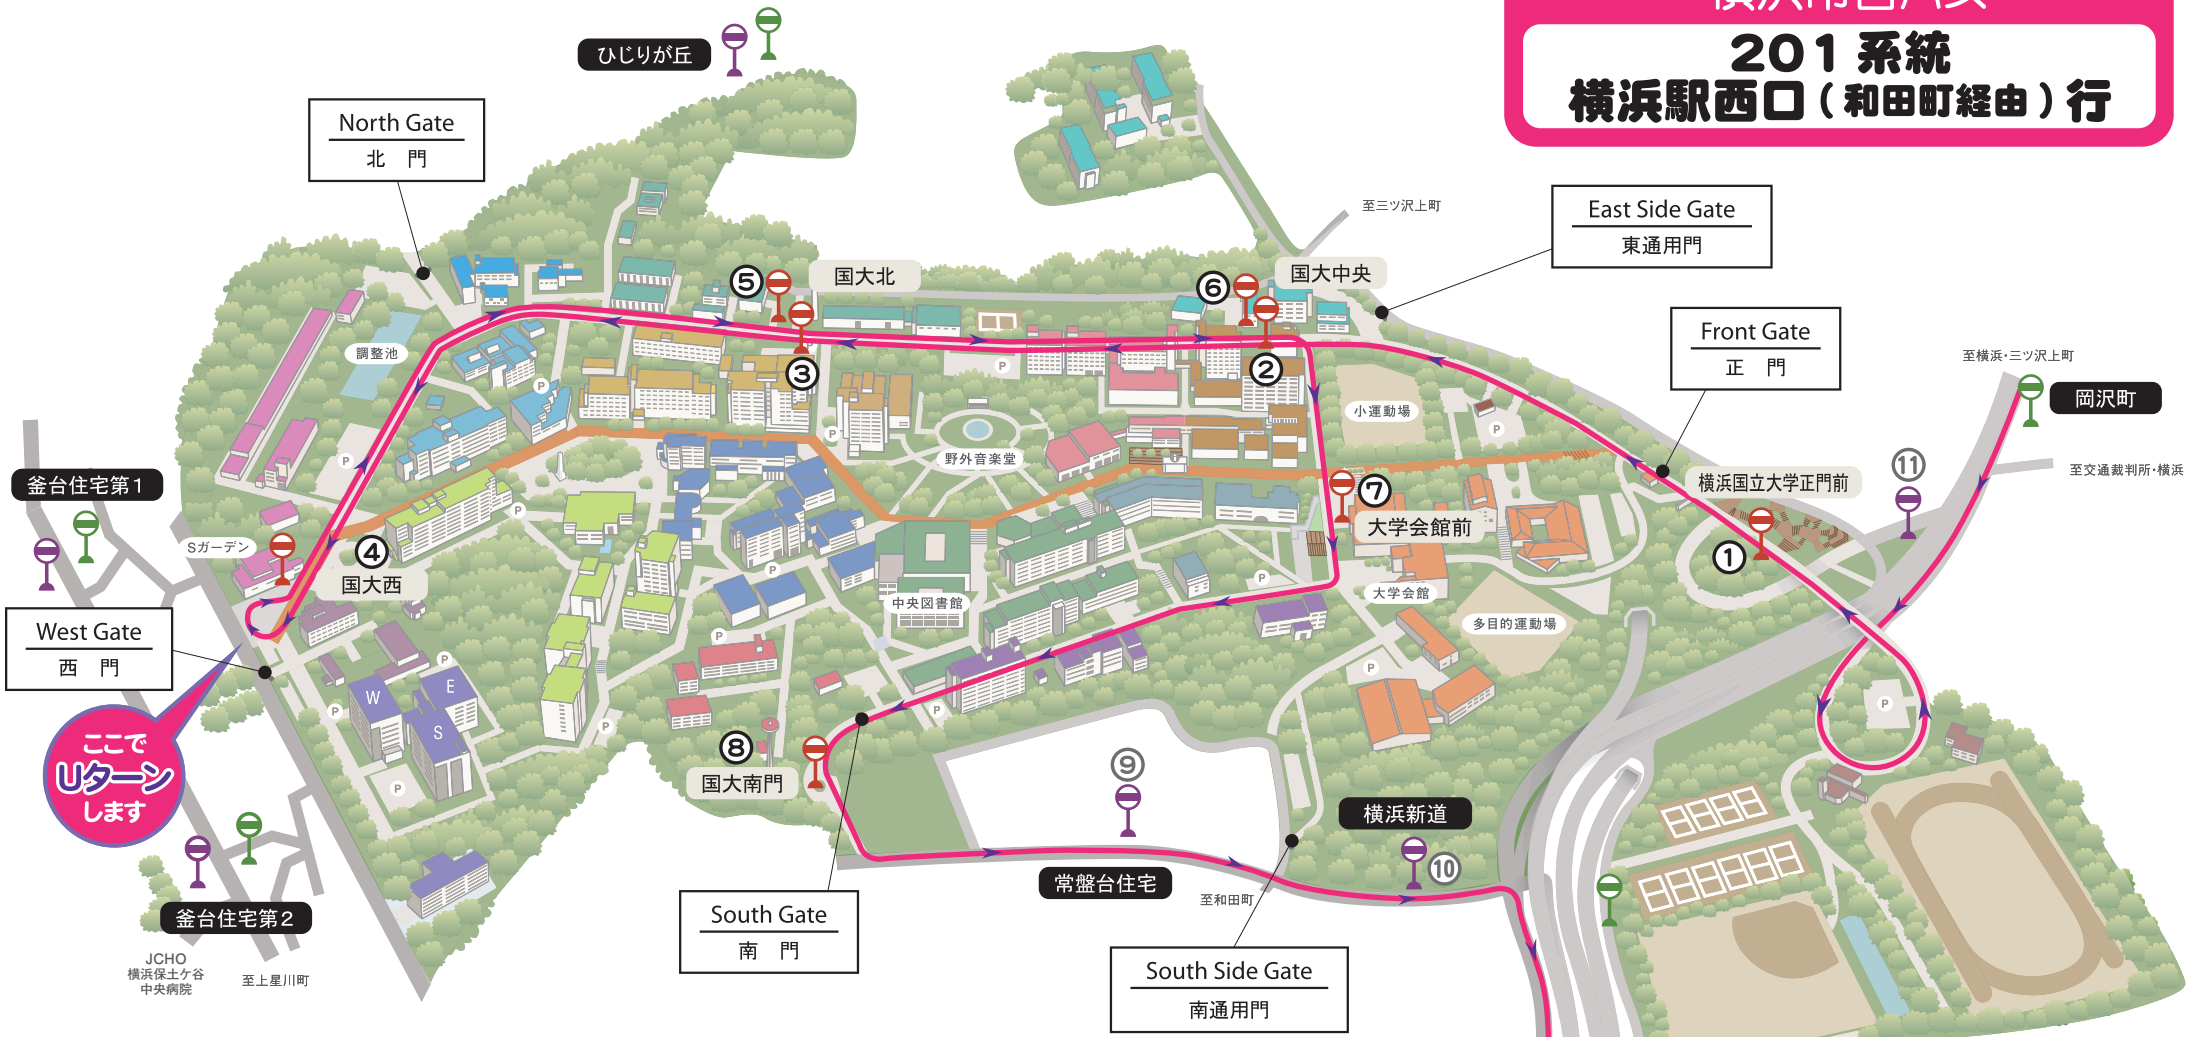 横浜市営バス
201系統
横浜駅西口(和田町経由)行
ひじりが丘
North Gate
北 門
至三ツ沢上町
East Side Gate
東通用門
⑤
国大北
⑥
国大中央
Front Gate
正 門
至横浜・三ツ沢上町
岡沢町
調整池
③
②
P
P
小運動場
P
P
野外音楽堂
P
⑪
至交通裁判所・横浜
釜台住宅第1
横浜国立大学正門前
⑦
大学会館前
P
Sガーデン
④
国大西
①
P
P
中央図書館
大学会館
多目的運動場
West Gate
西 門
P
P
P
W
E
S
P
P
P
P
P
ここで
Uターン
します
⑧
国大南門
⑨
横浜新道
⑩
常盤台住宅
至和田町
釜台住宅第2
South Gate
南 門
South Side Gate
南通用門
JCHO
横浜保土ケ谷
中央病院
至上星川町